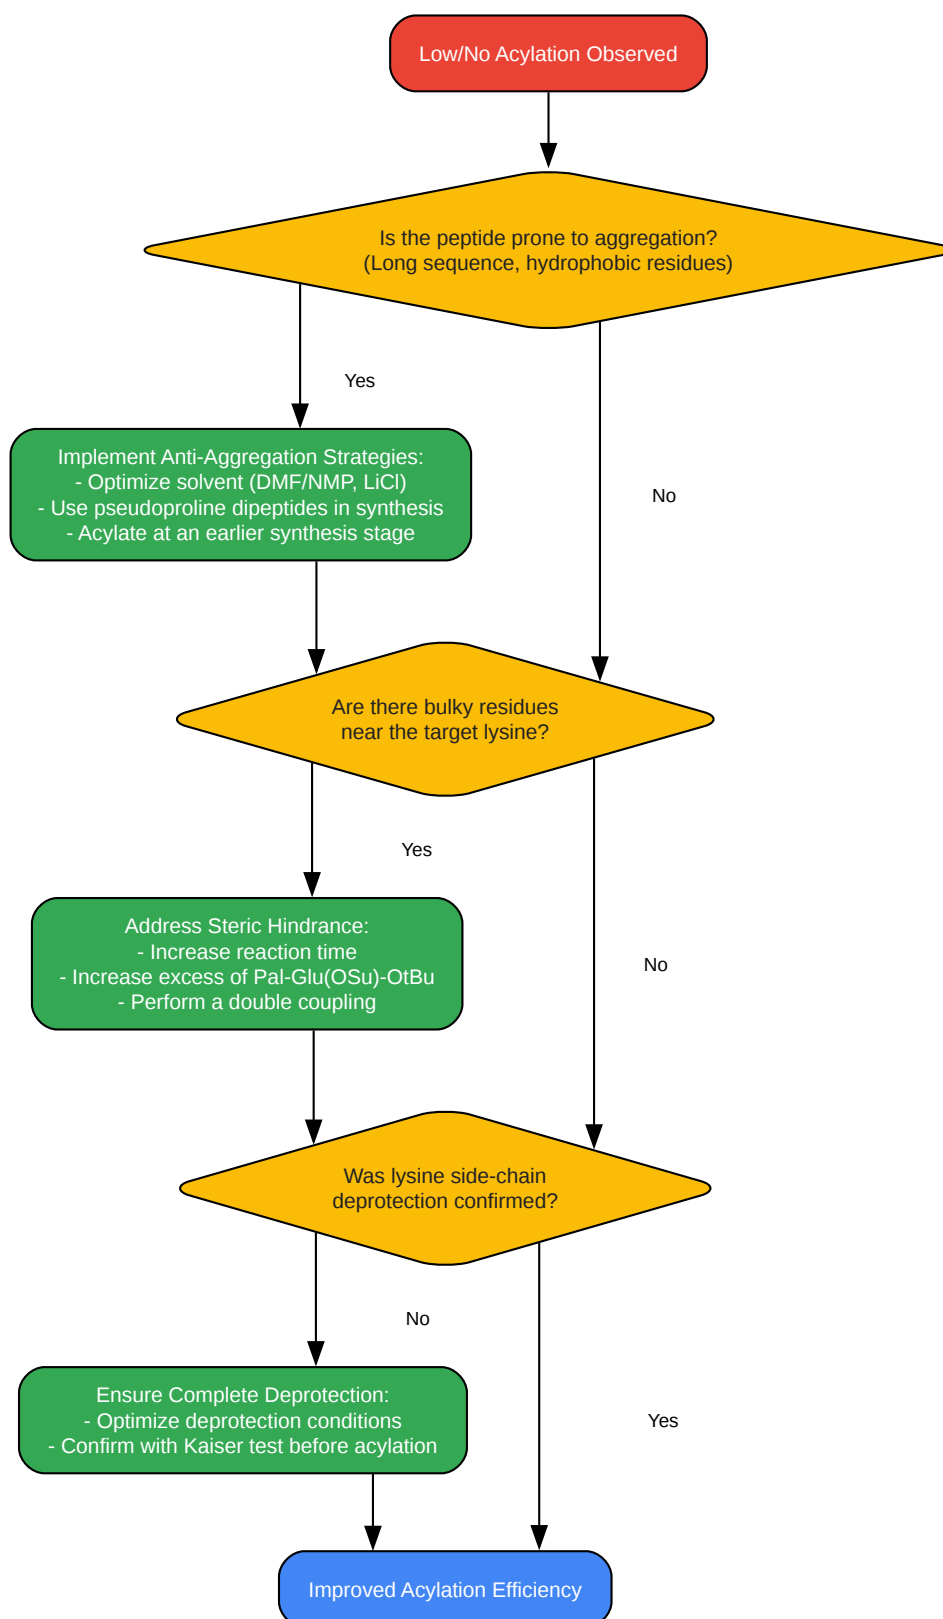 Low/No Acylation Observed
Is the peptide prone to aggregation?
(Long sequence, hydrophobic residues)
Yes
Implement Anti-Aggregation Strategies:
- Optimize solvent (DMF/NMP, LiCl)
- Use pseudoproline dipeptides in synthesis
- Acylate at an earlier synthesis stage
No
Are there bulky residues
near the target lysine?
Yes
Address Steric Hindrance:
- Increase reaction time
- Increase excess of Pal-Glu(OSu)-OtBu
- Perform a double coupling
No
Was lysine side-chain
deprotection confirmed?
No
Ensure Complete Deprotection:
- Optimize deprotection conditions
- Confirm with Kaiser test before acylation
Yes
Improved Acylation Efficiency